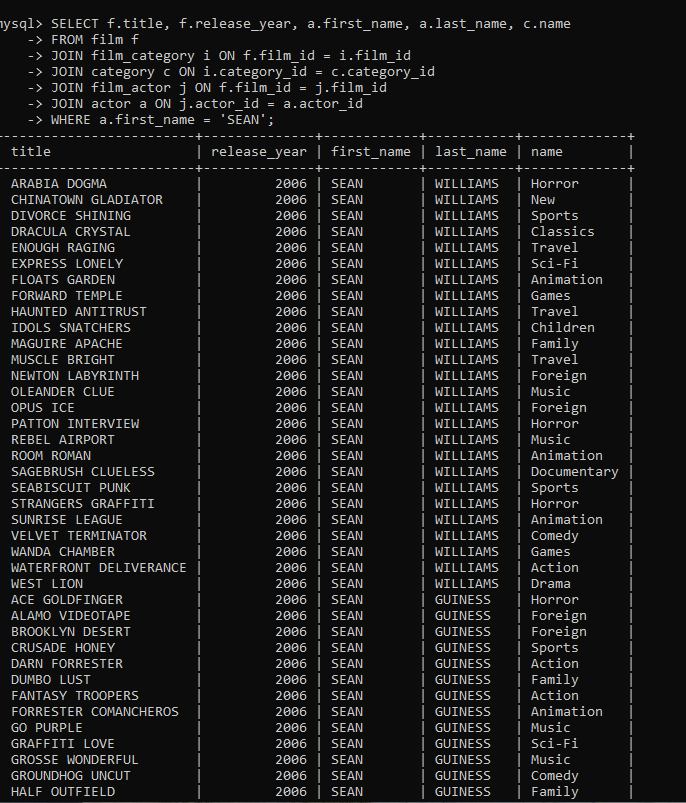 mysql> SELECT f.title, f.release_year, a.first_name, a.last_name, c.name
-> FROM film f
-> JOIN film_category i ON f.film_id = i.film_id
-> JOIN category c ON i.category_id = c.category_id
-> JOIN film_actor j ON f.film_id = j.film_id
-> JOIN actor a ON j.actor_id = a.actor_id
-> WHERE a.first_name = 'SEAN';
title | release_year | first_name | last_name | name |
ARABIA DOGMA | 2006 | SEAN | WILLIAMS | Horror |
CHINATOWN GLADIATOR | 2006 | SEAN | WILLIAMS | New |
DIVORCE SHINING | 2006 | SEAN | WILLIAMS | Sports |
DRACULA CRYSTAL | 2006 | SEAN | WILLIAMS | Classics |
ENOUGH RAGING | 2006 | SEAN | WILLIAMS | Travel |
EXPRESS LONELY | 2006 | SEAN | WILLIAMS | Sci-Fi |
FLOATS GARDEN | 2006 | SEAN | WILLIAMS | Animation |
FORWARD TEMPLE | 2006 | SEAN | WILLIAMS | Games |
HAUNTED ANTITRUST | 2006 | SEAN | WILLIAMS | Travel |
IDOLS SNATCHERS | 2006 | SEAN | WILLIAMS | Children |
MAGUIRE APACHE | 2006 | SEAN | WILLIAMS | Family |
MUSCLE BRIGHT | 2006 | SEAN | WILLIAMS | Travel |
NEWTON LABYRINTH | 2006 | SEAN | WILLIAMS | Foreign |
OLEANDER CLUE | 2006 | SEAN | WILLIAMS | Music |
OPUS ICE | 2006 | SEAN | WILLIAMS | Foreign |
PATTON INTERVIEW | 2006 | SEAN | WILLIAMS | Horror |
REBEL AIRPORT | 2006 | SEAN | WILLIAMS | Music |
ROOM ROMAN | 2006 | SEAN | WILLIAMS | Animation |
SAGEBRUSH CLUELESS | 2006 | SEAN | WILLIAMS | Documentary |
SEABISCUIT PUNK | 2006 | SEAN | WILLIAMS | Sports |
STRANGERS GRAFFITI | 2006 | SEAN | WILLIAMS | Horror |
SUNRISE LEAGUE | 2006 | SEAN | WILLIAMS | Animation |
VELVET TERMINATOR | 2006 | SEAN | WILLIAMS | Comedy |
WANDA CHAMBER | 2006 | SEAN | WILLIAMS | Games |
WATERFRONT DELIVERANCE | 2006 | SEAN | WILLIAMS | Action |
WEST LION | 2006 | SEAN | WILLIAMS | Drama |
ACE GOLDFINGER | 2006 | SEAN | GUINESS | Horror |
ALAMO VIDEOTAPE | 2006 | SEAN | GUINESS | Foreign |
BROOKLYN DESERT | 2006 | SEAN | GUINESS | Foreign |
CRUSADE HONEY | 2006 | SEAN | GUINESS | Sports |
DARN FORRESTER | 2006 | SEAN | GUINESS | Action |
DUMBO LUST | 2006 | SEAN | GUINESS | Family |
FANTASY TROOPERS | 2006 | SEAN | GUINESS | Action |
FORRESTER COMANCHEROS | 2006 | SEAN | GUINESS | Animation |
GO PURPLE | 2006 | SEAN | GUINESS | Music |
GRAFFITI LOVE | 2006 | SEAN | GUINESS | Sci-Fi |
GROSSE WONDERFUL | 2006 | SEAN | GUINESS | Music |
GROUNDHOG UNCUT | 2006 | SEAN | GUINESS | Comedy |
HALF OUTFIELD | 2006 | SEAN | GUINESS | Family |